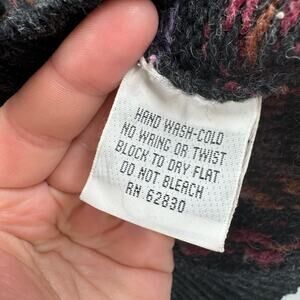 HAND WASH-COLD
NO WRING OR TWIST
BLOCK TO DRY FLAT
DO NOT BLEACH
RN 62830